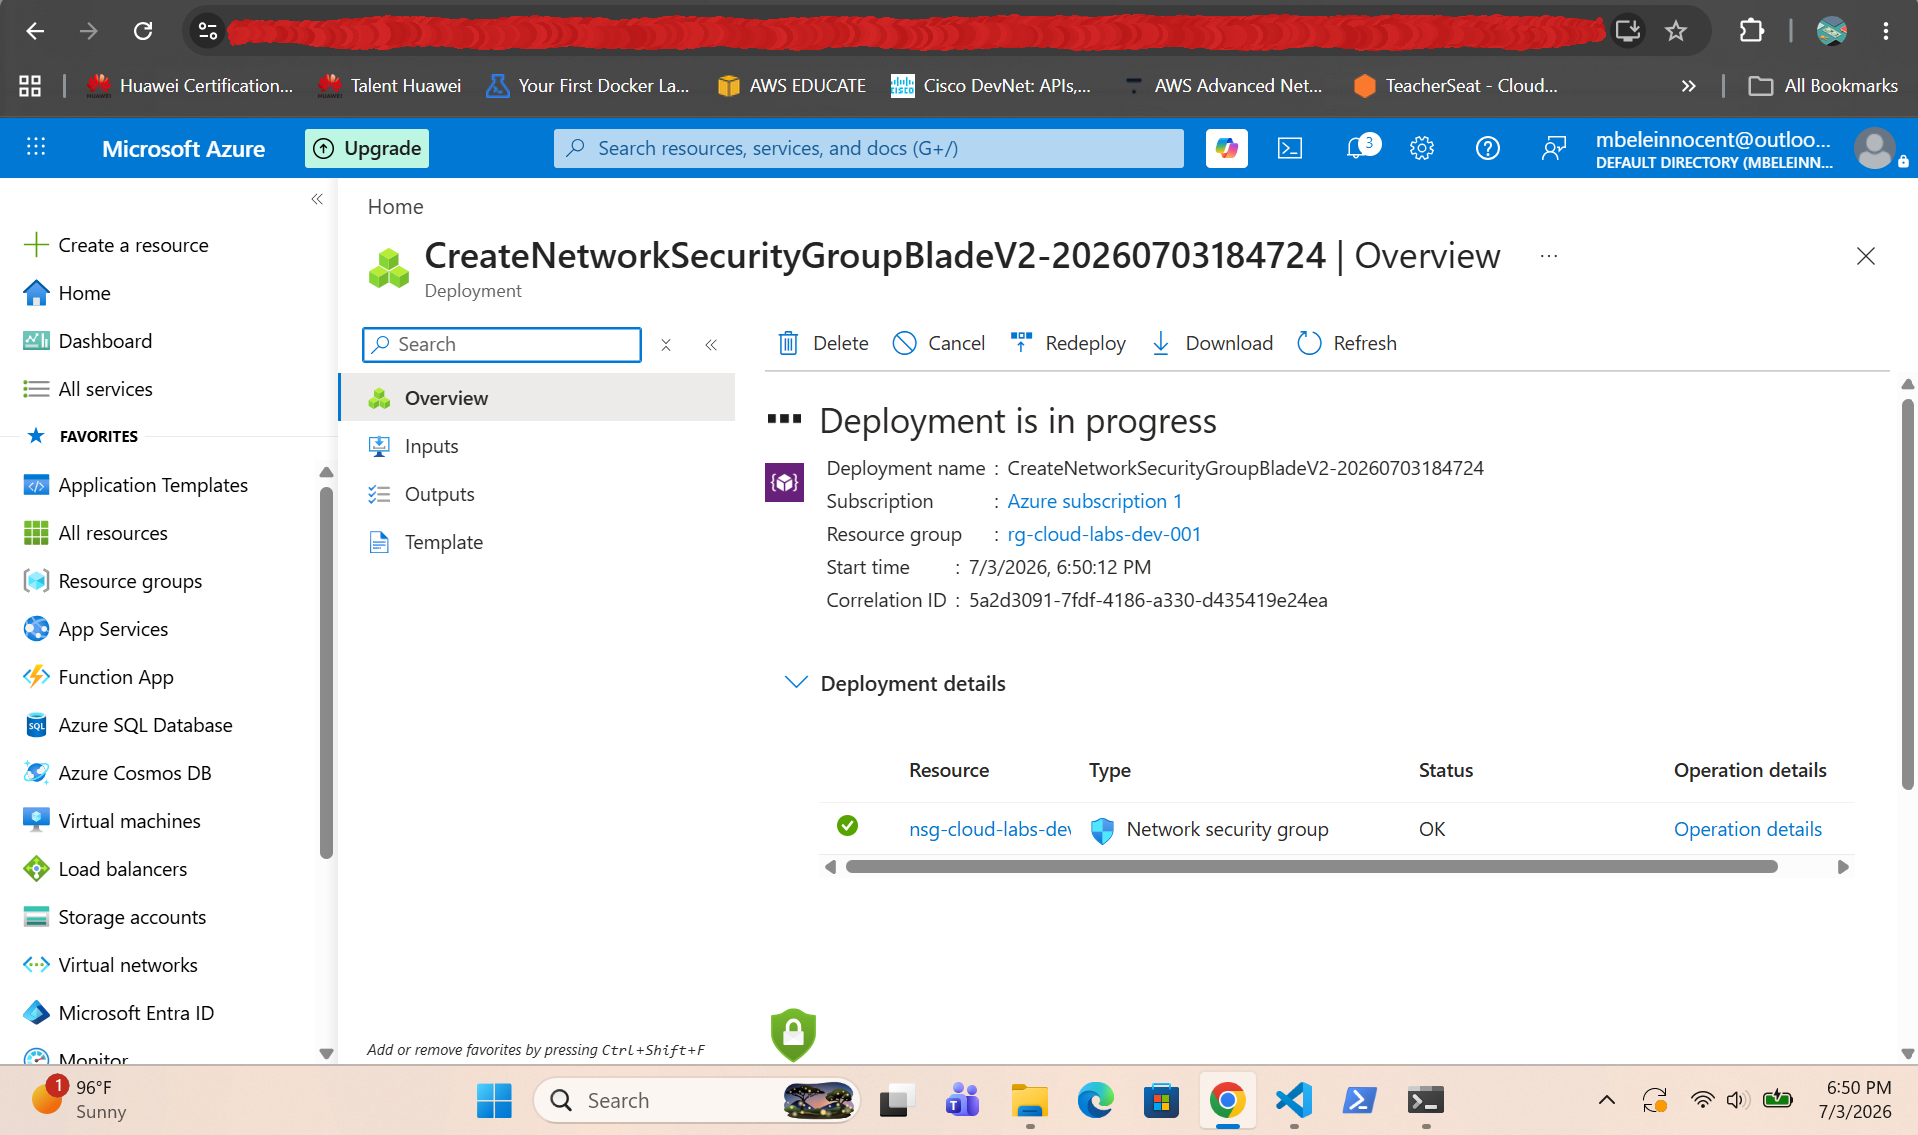 Huawei Certification...
Talent Huawei
Your First Docker La...
AWS EDUCATE
Cisco DevNet: APIs,...
AWS Advanced Net...
TeacherSeat - Cloud...
All Bookmarks
Microsoft Azure
Upgrade
Search resources, services, and docs (G+/)
3
mbeleinnocent@outloo...
DEFAULT DIRECTORY (MBELEINN...
Create a resource
Home
Dashboard
All services
FAVORITES
Application Templates
All resources
Resource groups
App Services
Function App
Azure SQL Database
Azure Cosmos DB
Virtual machines
Load balancers
Storage accounts
Virtual networks
Microsoft Entra ID
Monitor
Home
CreateNetworkSecurityGroupBladeV2-20260703184724 | Overview
Deployment
Search
Overview
Inputs
Outputs
Template
Add or remove favorites by pressing Ctrl+Shift+F
Delete
Cancel
Redeploy
Download
Refresh
Deployment is in progress
Deployment name : CreateNetworkSecurityGroupBladeV2-20260703184724
Subscription : Azure subscription 1
Resource group : rg-cloud-labs-dev-001
Start time : 7/3/2026, 6:50:12 PM
Correlation ID : 5a2d3091-7fdf-4186-a330-d435419e24ea
Deployment details
Resource Type Status Operation details
nsg-cloud-labs-dev Network security group OK Operation details
1
96°F
Sunny
Search
6:50 PM
7/3/2026